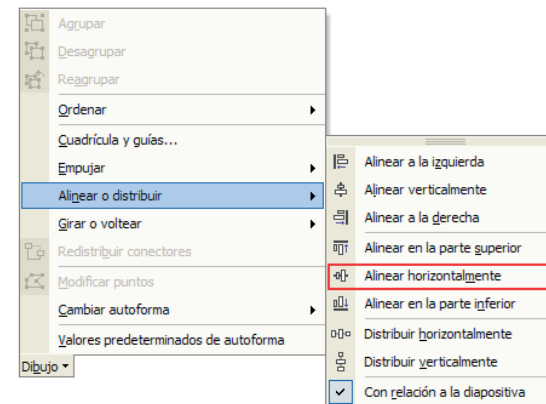 Agrupar
Desagrupar
Reagrupar
Ordenar
Cuadrícula y guías...
Empujar
Alinear o distribuir
Girar o voltear
Redistribuir conectores
Modificar puntos
Cambiar autoforma
Valores predeterminados de autoforma
Dibujo
Alinear a la izquierda
Alinear verticalmente
Alinear a la derecha
Alinear en la parte superior
Alinear horizontalmente
Alinear en la parte inferior
Distribuir horizontalmente
Distribuir verticalmente
Con relación a la diapositiva